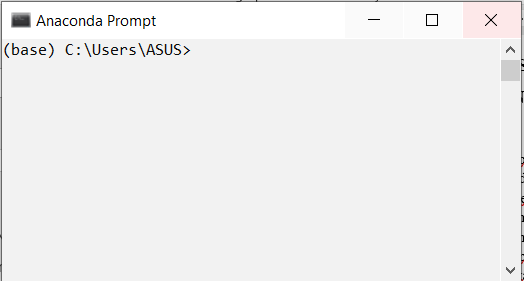 Anaconda Prompt
(base) C:\Users\ASUS>